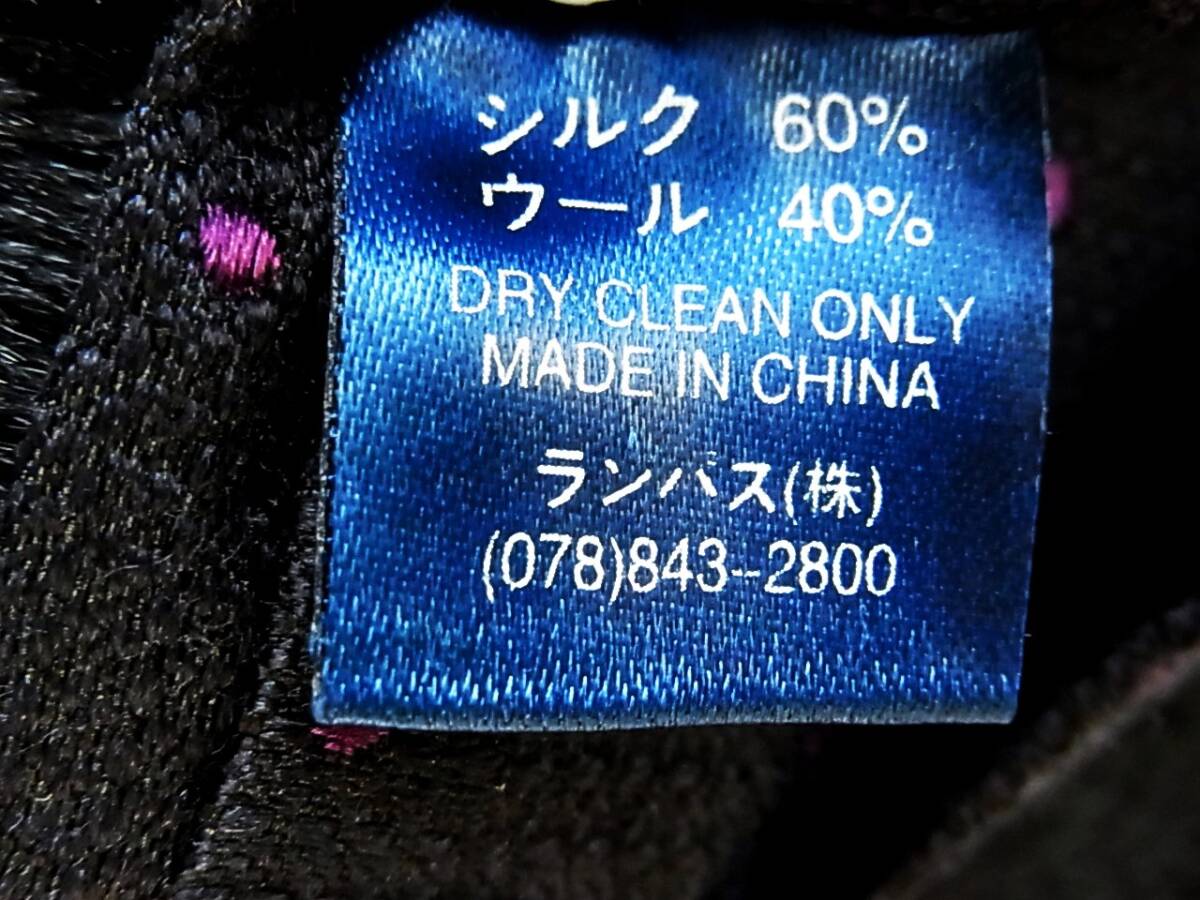 シルク 60%
ウール 40%
DRY CLEAN ONLY
MADE IN CHINA
ランバス(株)
(078)843-2800